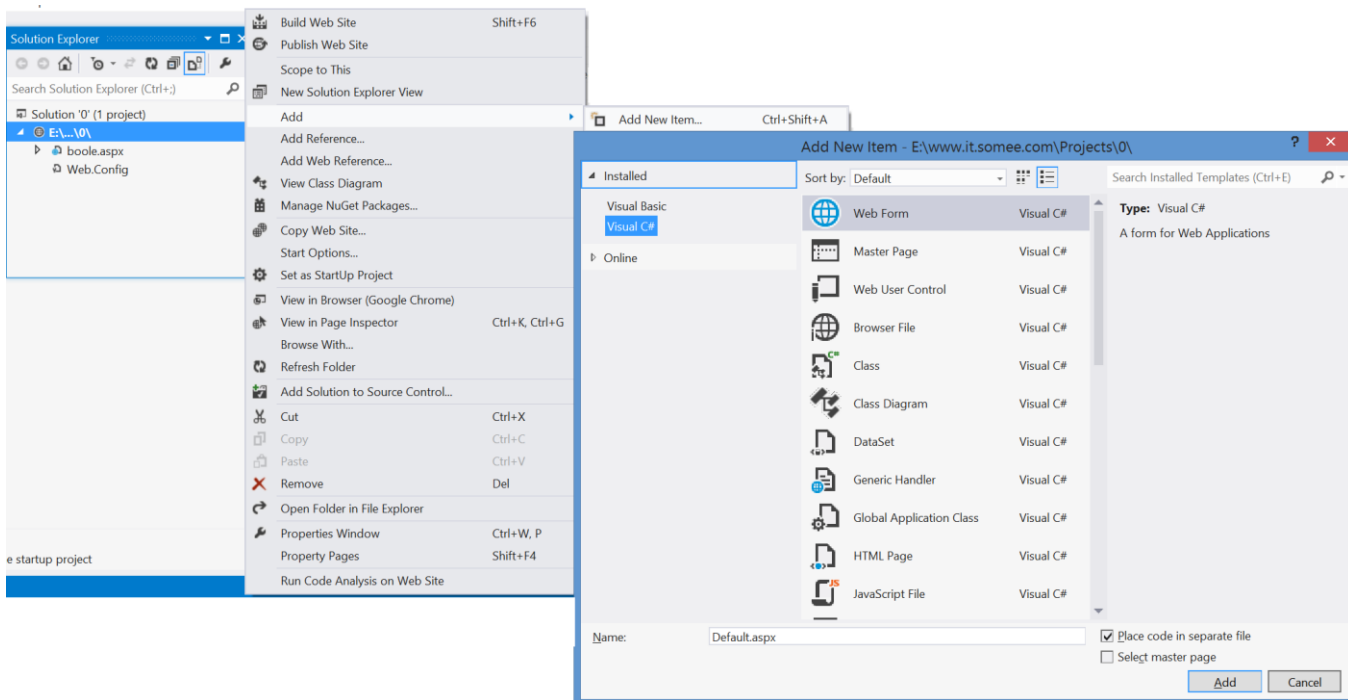 Solution Explorer
Search Solution Explorer (Ctrl+;)
Solution '0' (1 project)
E:\...\0\
boole.aspx
Web.Config
e startup project
Build Web Site Shift+F6
Publish Web Site
Scope to This
New Solution Explorer View
Add
Add Reference...
Add Web Reference...
View Class Diagram
Manage NuGet Packages...
Copy Web Site...
Start Options...
Set as StartUp Project
View in Browser (Google Chrome)
View in Page Inspector Ctrl+K, Ctrl+G
Browse With...
Refresh Folder
Add Solution to Source Control...
Cut Ctrl+X
Copy Ctrl+C
Paste Ctrl+V
Remove Del
Open Folder in File Explorer
Properties Window Ctrl+W, P
Property Pages Shift+F4
Run Code Analysis on Web Site
Add New Item... Ctrl+Shift+A
Add New Item - E:\www.it.somee.com\Projects\0\
? ×
Installed
Visual Basic
Visual C#
Online
Sort by: Default
Search Installed Templates (Ctrl+E)
Web Form Visual C#
Master Page Visual C#
Web User Control Visual C#
Browser File Visual C#
Class Visual C#
Class Diagram Visual C#
DataSet Visual C#
Generic Handler Visual C#
Global Application Class Visual C#
HTML Page Visual C#
JavaScript File Visual C#
Type: Visual C#
A form for Web Applications
Name: Default.aspx
Place code in separate file
Select master page
Add Cancel